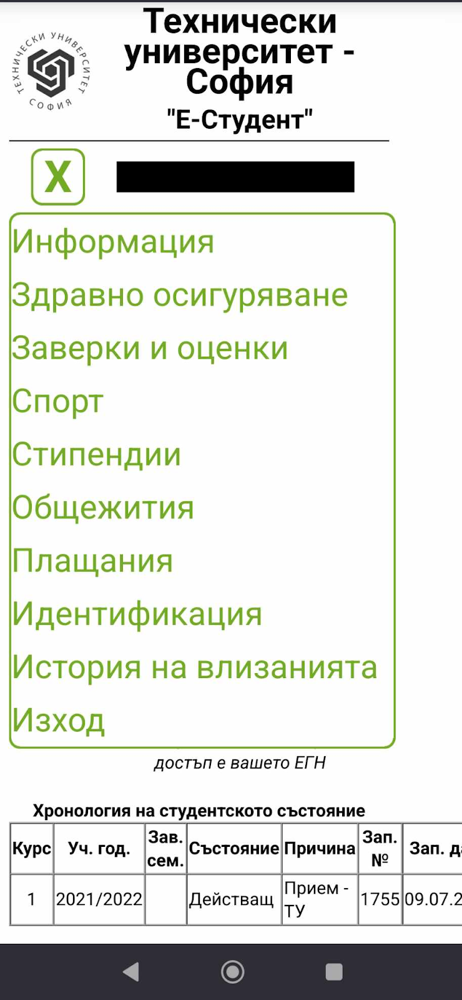 Технически
университет -
София
"Е-Студент"
ТЕХНИЧЕСКИ УНИВЕРСИТЕТ
СОФИЯ
X
Информация
Здравно осигуряване
Заверки и оценки
Спорт
Стипендии
Общежития
Плащания
Идентификация
История на влизанията
Изход
достъп е вашето ЕГН
Хронология на студентското състояние
Курс Уч. год. Зав. сем. Състояние Причина Зап. № Зап.
1 2021/2022 Действащ Прием - ТУ 1755 09.07.2